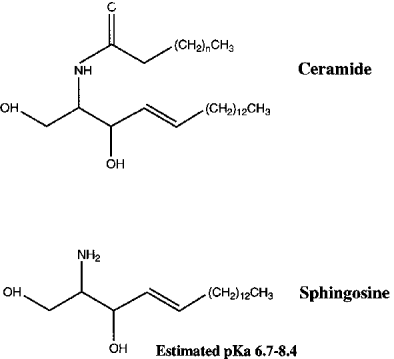 C
(CH₂)ₙCH₃
NH
Ceramide
OH
(CH₂)₁₂CH₃
OH
NH₂
OH
(CH₂)₁₂CH₃
Sphingosine
OH
Estimated pKa 6.7-8.4